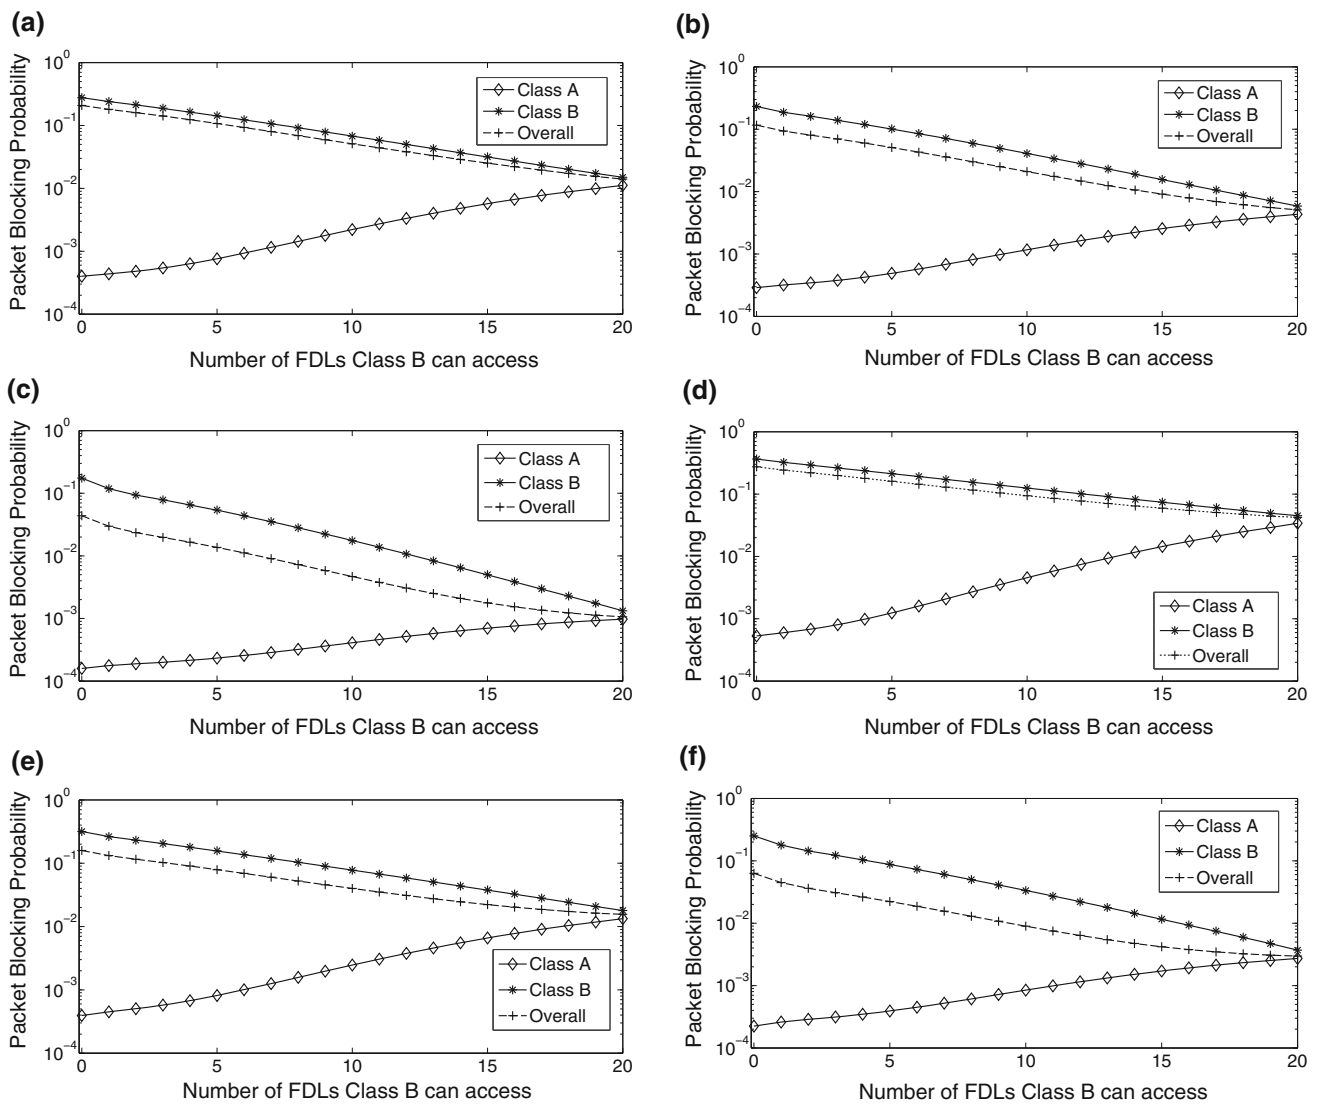 (a)
Packet Blocking Probability
10^0
10^-1
10^-2
10^-3
10^-4
Class A
Class B
Overall
0 5 10 15 20
Number of FDLs Class B can access
(b)
Packet Blocking Probability
10^0
10^-1
10^-2
10^-3
10^-4
Class A
Class B
Overall
0 5 10 15 20
Number of FDLs Class B can access
(c)
Packet Blocking Probability
10^0
10^-1
10^-2
10^-3
10^-4
Class A
Class B
Overall
0 5 10 15 20
Number of FDLs Class B can access
(d)
Packet Blocking Probability
10^0
10^-1
10^-2
10^-3
10^-4
Class A
Class B
Overall
0 5 10 15 20
Number of FDLs Class B can access
(e)
Packet Blocking Probability
10^0
10^-1
10^-2
10^-3
10^-4
Class A
Class B
Overall
0 5 10 15 20
Number of FDLs Class B can access
(f)
Packet Blocking Probability
10^0
10^-1
10^-2
10^-3
10^-4
Class A
Class B
Overall
0 5 10 15 20
Number of FDLs Class B can access